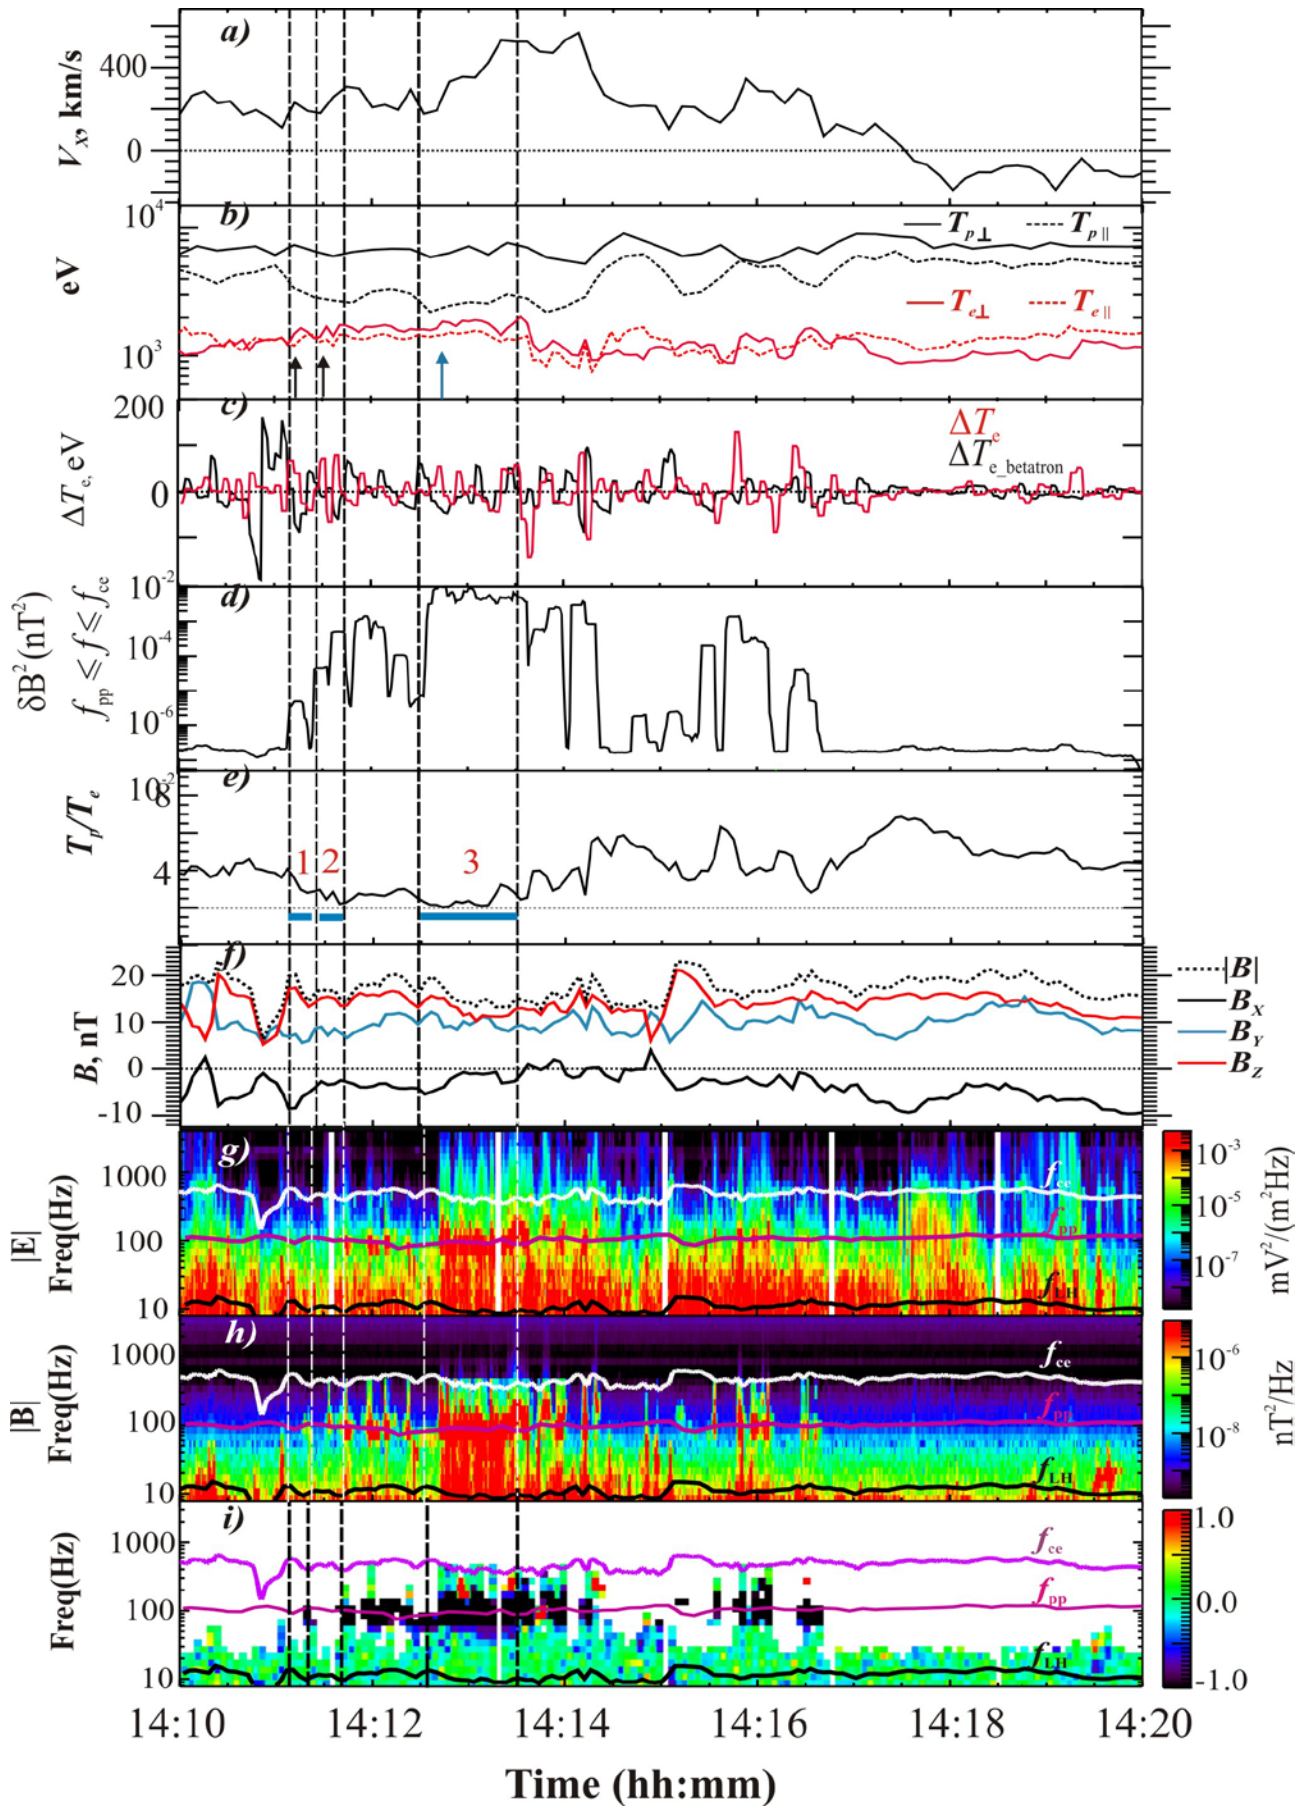 a)
400
0
V_X, km/s
b)
10^4
10^3
eV
T_p⊥ T_p||
T_e⊥ T_e||
c)
200
0
ΔT_e, eV
ΔT_e
ΔT_e_betatron
d)
10^-2
10^-4
10^-6
δB^2 (nT^2)
f_pp ≤ f ≤ f_ce
e)
10^-2
8
4
T_p/T_e
1 2 3
f)
20
10
0
-10
B, nT
|B|
B_X
B_Y
B_Z
g)
1000
100
10
|E|
Freq(Hz)
f_ce
f_pp
f_LH
10^-3
10^-5
10^-7
mV^2/(m^2Hz)
h)
1000
100
10
|B|
Freq(Hz)
f_ce
f_pp
f_LH
10^-6
10^-8
nT^2/Hz
i)
1000
100
10
Freq(Hz)
f_ce
f_pp
f_LH
1.0
0.0
-1.0
14:10 14:12 14:14 14:16 14:18 14:20
Time (hh:mm)